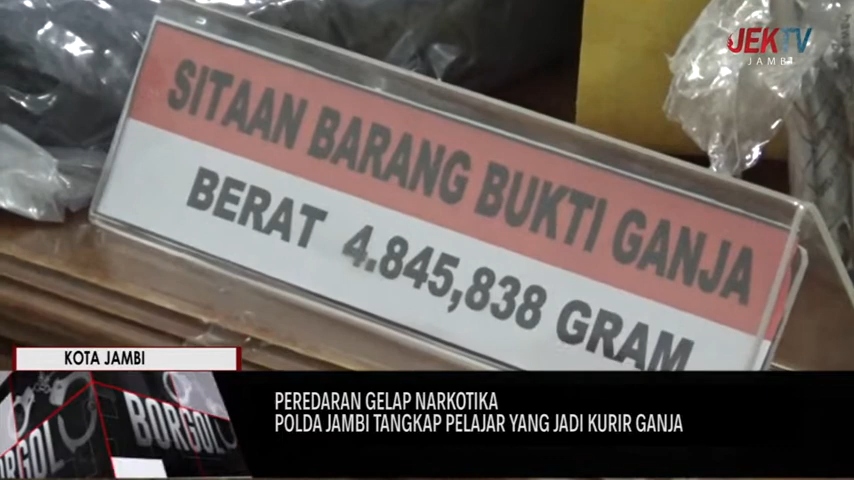 JEKTV
JAMBI
SITAAN BARANG BUKTI GANJA
BERAT 4.845,838 GRAM
KOTA JAMBI
BORGOL
BORGOL
PEREDARAN GELAP NARKOTIKA
POLDA JAMBI TANGKAP PELAJAR YANG JADI KURIR GANJA